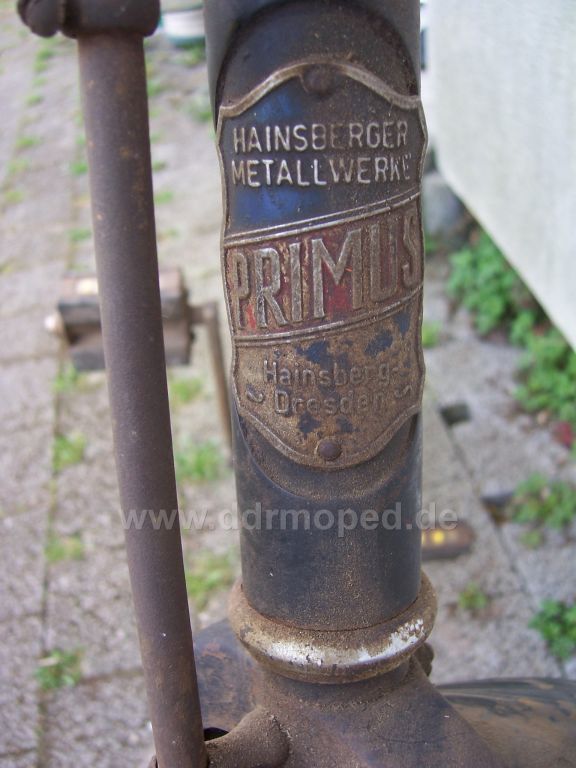 HAINSBERGER
METALLWERKE
PRIMUS
Hainsberg-
Dresden
www.ddrmoped.de